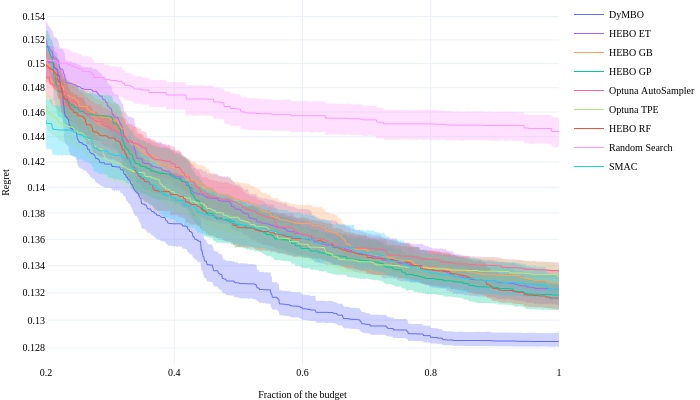 0.154
0.152
0.15
0.148
0.146
0.144
0.142
0.14
0.138
0.136
0.134
0.132
0.13
0.128
Regret
0.2
0.4
0.6
0.8
1
Fraction of the budget
DyMBO
HEBO ET
HEBO GB
HEBO GP
Optuna AutoSampler
Optuna TPE
HEBO RF
Random Search
SMAC